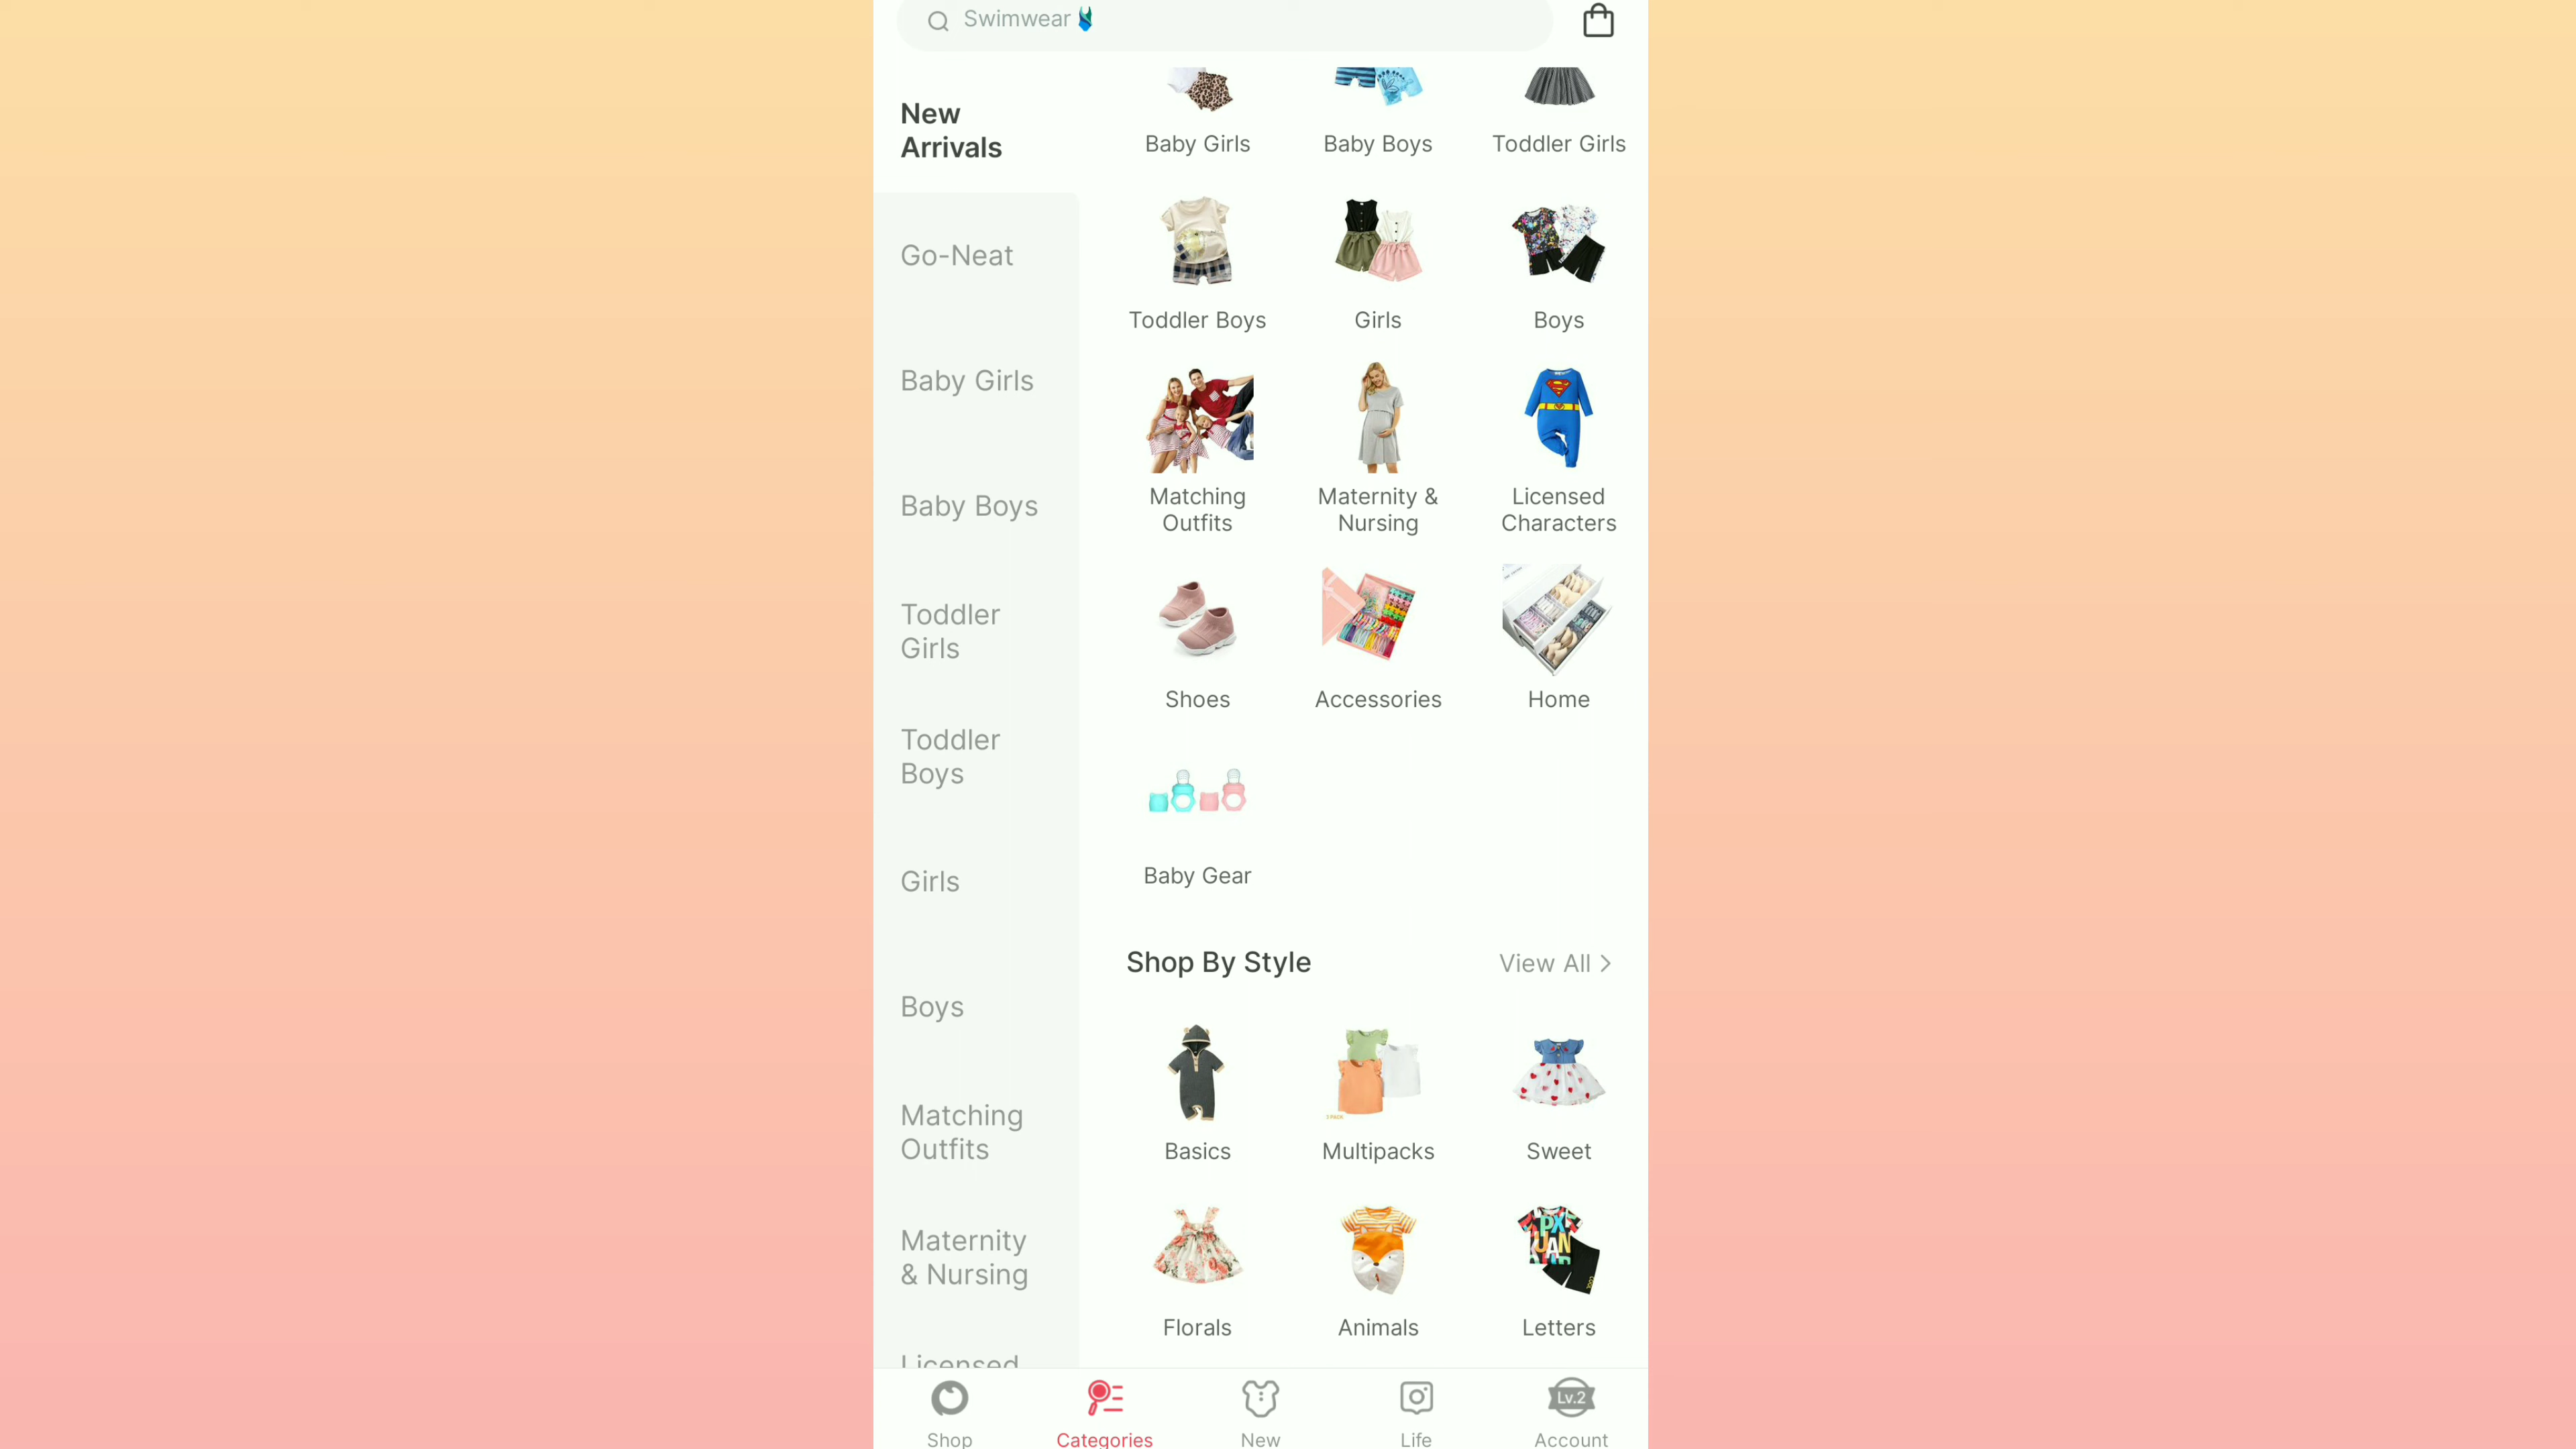 Swimwear
New
Arrivals
Go-Neat
Baby Girls
Baby Boys
Toddler
Girls
Toddler
Boys
Girls
Boys
Matching
Outfits
Maternity
& Nursing
Licensed
Baby Girls
Baby Boys
Toddler Girls
Toddler Boys
Girls
Boys
Matching
Outfits
Maternity &
Nursing
Licensed
Characters
Shoes
Accessories
Home
Baby Gear
Shop By Style
View All >
3 PACK
Basics
Multipacks
Sweet
Florals
Animals
Letters
Shop
Categories
New
Life
Lv.2
Account